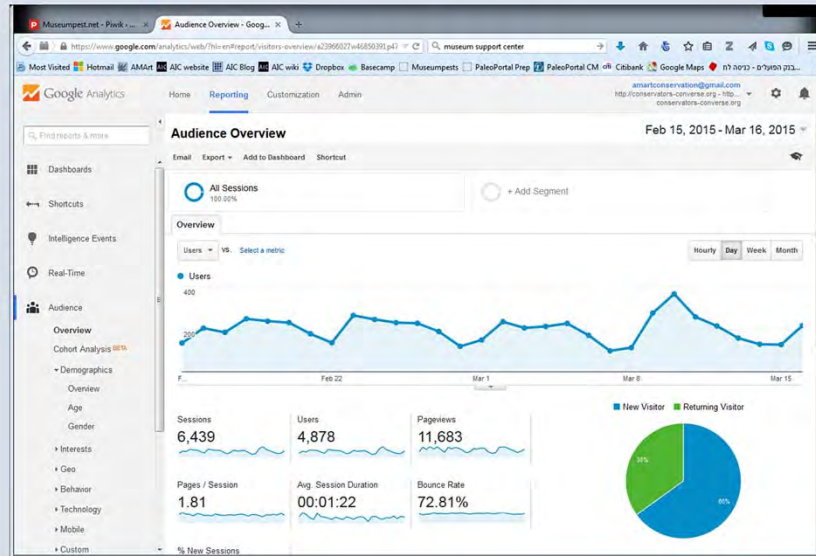 Museumpest.net - Piwik ‹ ...
Audience Overview - Goog...
https://www.google.com/analytics/web/?hl=en#report/visitors-overview/a23966027w46850391p47
museum support center
Most Visited
Hotmail
AMArt
AIC website
AIC Blog
AIC wiki
Dropbox
Basecamp
Museumpests
PaleoPortal Prep
PaleoPortal CM
Citibank
Google Maps
בנק הפועלים - כניסה לח...
Google Analytics
Home Reporting Customization Admin
amartconservation@gmail.com
http://conservators-converse.org - http...
conservators-converse.org
Find reports & more
Audience Overview
Feb 15, 2015 - Mar 16, 2015
Email Export Add to Dashboard Shortcut
Dashboards
Shortcuts
Intelligence Events
Real-Time
Audience
Overview
Cohort Analysis BETA
Demographics
Overview
Age
Gender
Interests
Geo
Behavior
Technology
Mobile
Custom
All Sessions
100.00%
+ Add Segment
Overview
Users VS. Select a metric
Hourly Day Week Month
Users
400
200
F...
Feb 22
Mar 1
Mar 8
Mar 15
New Visitor Returning Visitor
Sessions
6,439
Users
4,878
Pageviews
11,683
Pages / Session
1.81
Avg. Session Duration
00:01:22
Bounce Rate
72.81%
% New Sessions